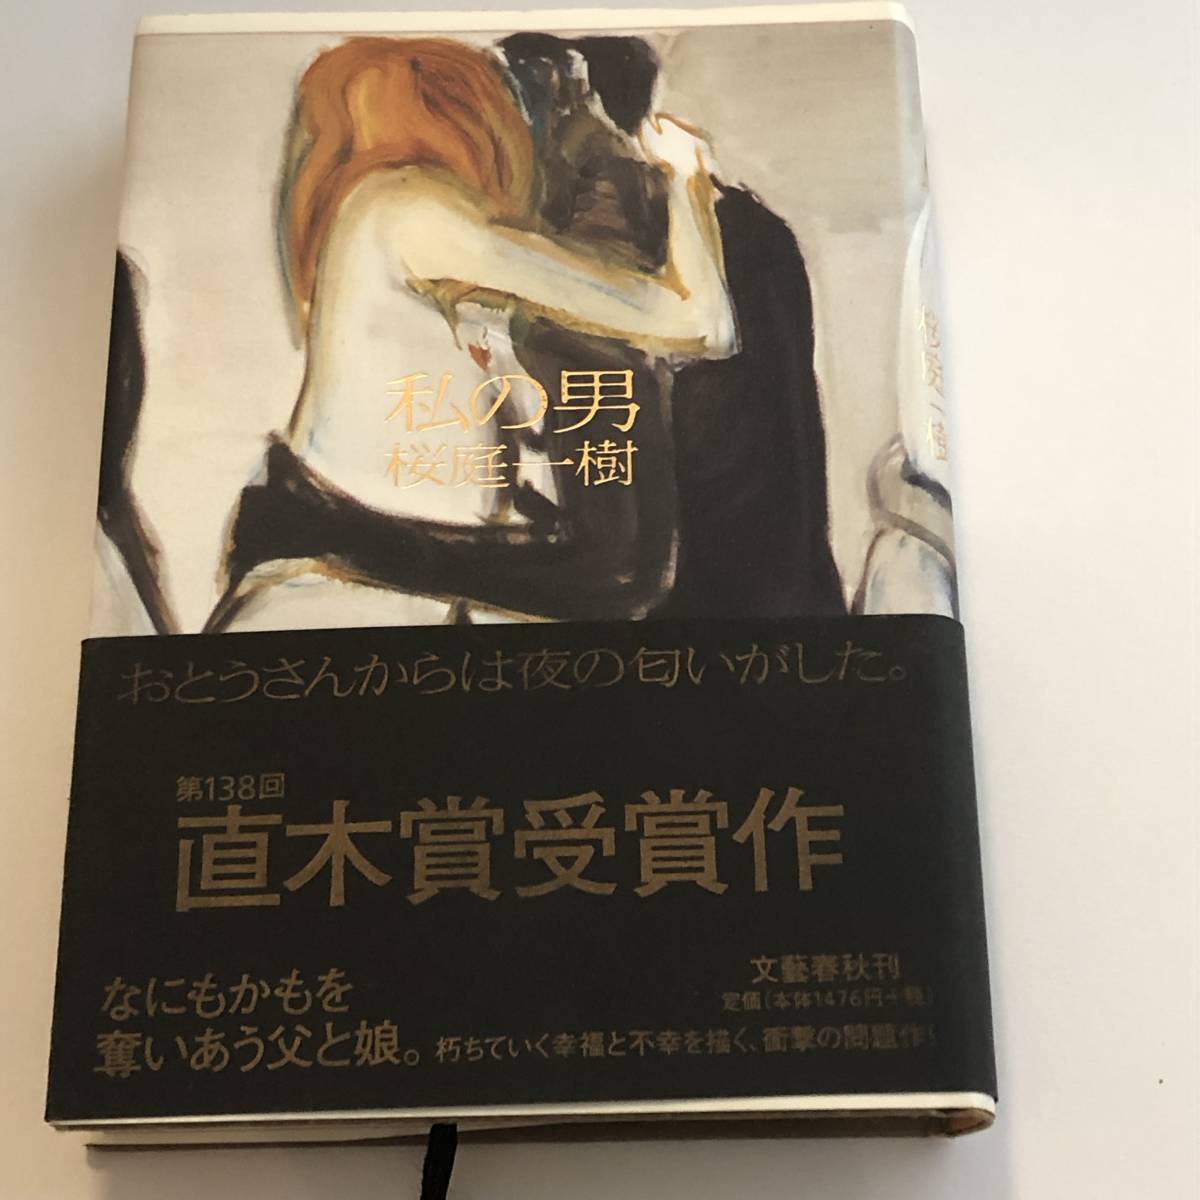 私の男
桜庭一樹
桜庭一樹
おとうさんからは夜の匂いがした。
第138回
直木賞受賞作
なにもかもを
奪いあう父と娘。
朽ちていく幸福と不幸を描く、衝撃の問題作!
文藝春秋刊
定価(本体1476円+税)